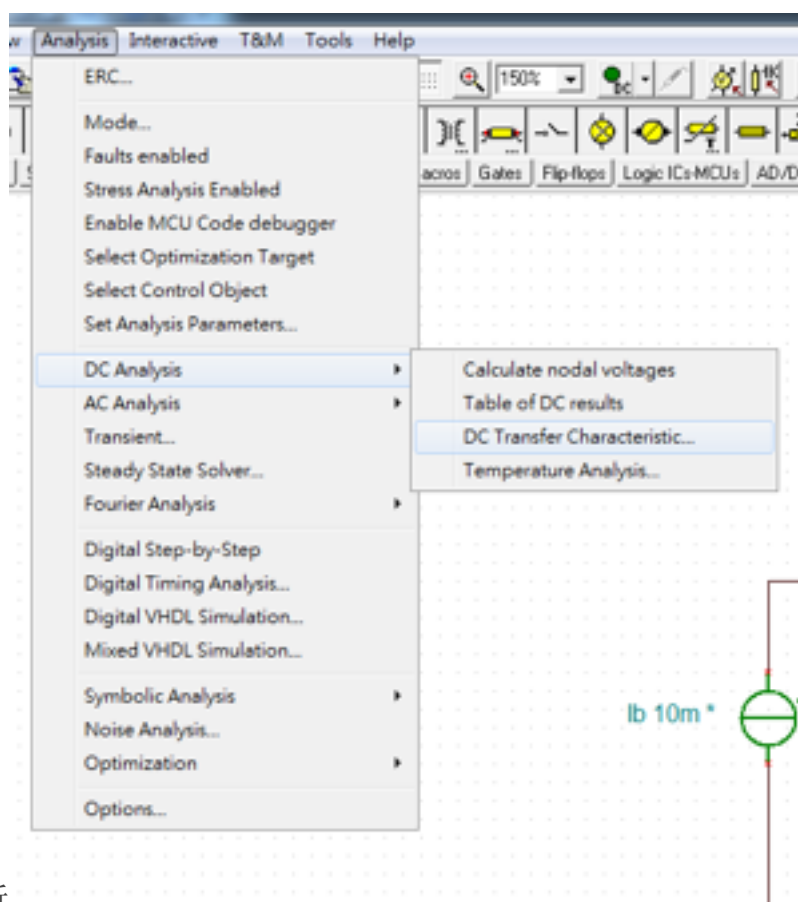 Analysis Interactive T&M Tools Help
ERC...
150%
DC
1K
Mode...
Faults enabled
acros Gates Flip-flops Logic ICs-MCUs AD/D
Stress Analysis Enabled
Enable MCU Code debugger
Select Optimization Target
Select Control Object
Set Analysis Parameters...
DC Analysis
Calculate nodal voltages
AC Analysis
Table of DC results
Transient...
DC Transfer Characteristic...
Steady State Solver...
Temperature Analysis...
Fourier Analysis
Digital Step-by-Step
Digital Timing Analysis...
Digital VHDL Simulation...
Mixed VHDL Simulation...
Symbolic Analysis
Ib 10m *
Noise Analysis...
Optimization
Options...